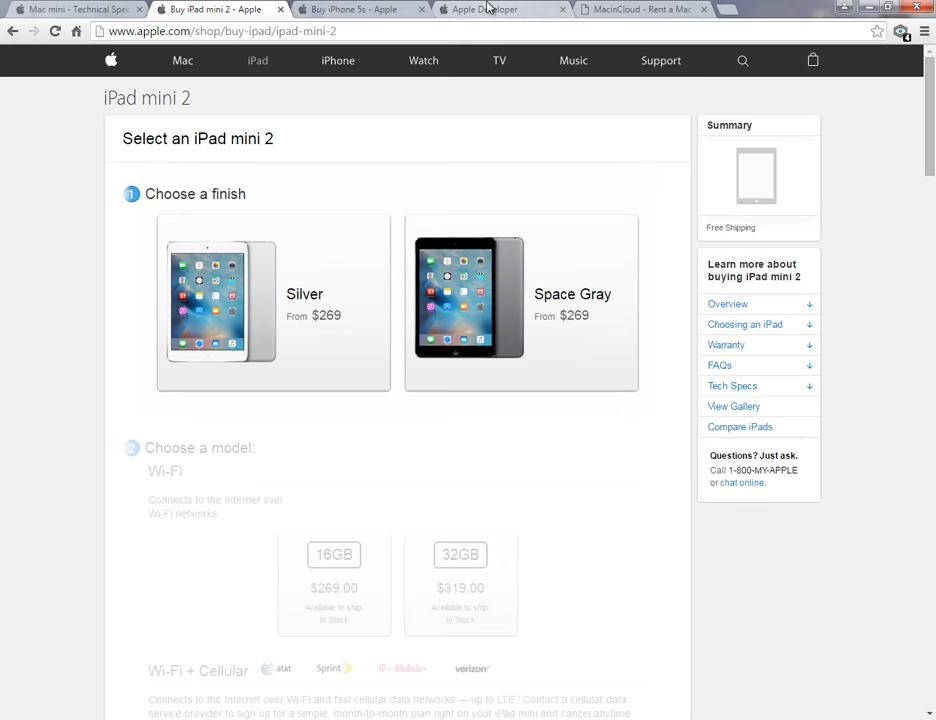 Mac mini - Technical Spec
Buy iPad mini 2 - Apple
Buy iPhone 5s - Apple
Apple Developer
MacinCloud - Rent a Mac
www.apple.com/shop/buy-ipad/ipad-mini-2
4
Mac
iPad
iPhone
Watch
TV
Music
Support
iPad mini 2
Select an iPad mini 2
Summary
1 Choose a finish
Silver
From $269
Space Gray
From $269
Free Shipping
Learn more about
buying iPad mini 2
Overview
Choosing an iPad
Warranty
FAQs
Tech Specs
View Gallery
Compare iPads
Questions? Just ask.
Call 1-800-MY-APPLE
or chat online.
2 Choose a model:
Wi-Fi
Connects to the Internet over
Wi-Fi networks.
16GB
$269.00
Available to ship:
In Stock
32GB
$319.00
Available to ship:
In Stock
Wi-Fi + Cellular
at&t
Sprint
T-Mobile
verizon
Connects to the Internet over Wi-Fi and fast cellular data networks — up to LTE.¹ Contact a cellular data
service provider to sign up for a simple, month-to-month plan right on your iPad mini and cancel anytime